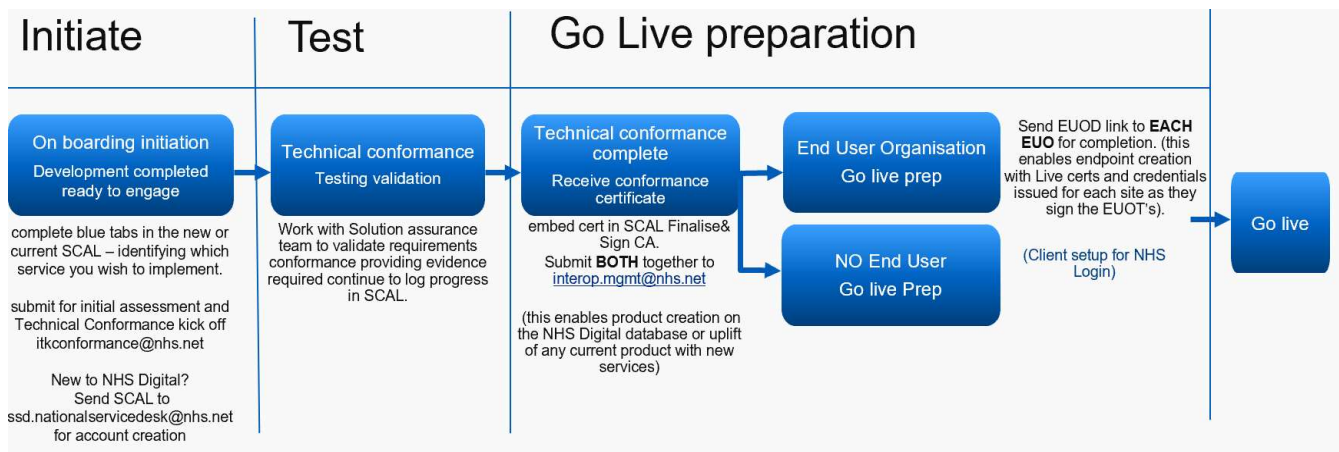 Initiate
Test
Go Live preparation
On boarding initiation
Development completed
ready to engage
complete blue tabs in the new or
current SCAL – identifying which
service you wish to implement.
submit for initial assessment and
Technical Conformance kick off
itkconformance@nhs.net
New to NHS Digital?
Send SCAL to
ssd.nationalservicedesk@nhs.net
for account creation
Technical conformance
Testing validation
Work with Solution assurance
team to validate requirements
conformance providing evidence
required continue to log progress
in SCAL.
Technical conformance
complete
Receive conformance
certificate
embed cert in SCAL Finalise&
Sign CA.
Submit BOTH together to
interop.mgmt@nhs.net
(this enables product creation on
the NHS Digital database or uplift
of any current product with new
services)
End User Organisation
Go live prep
NO End User
Go live Prep
Send EUOD link to EACH
EUO for completion. (this
enables endpoint creation
with Live certs and credentials
issued for each site as they
sign the EUOT's).
(Client setup for NHS
Login)
Go live